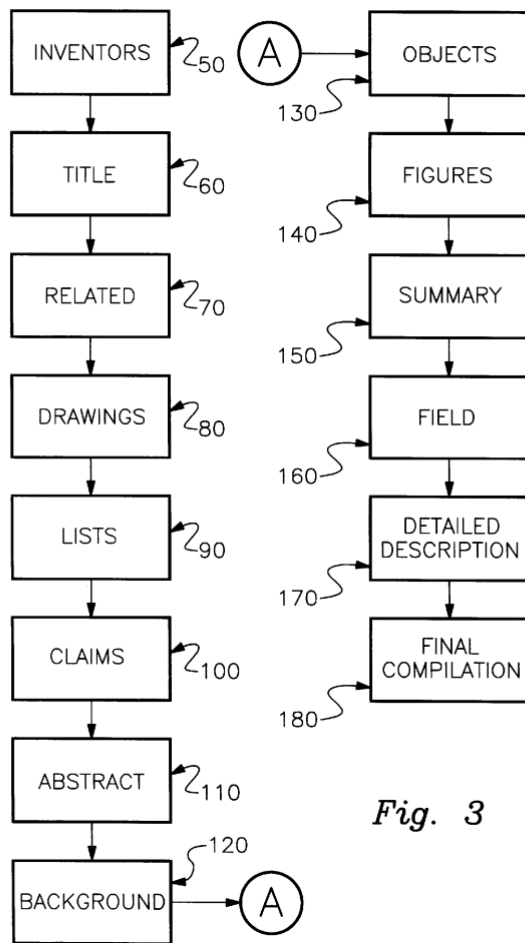 INVENTORS
50
TITLE
60
RELATED
70
DRAWINGS
80
LISTS
90
CLAIMS
100
ABSTRACT
110
BACKGROUND
120
A
A
OBJECTS
130
FIGURES
140
SUMMARY
150
FIELD
160
DETAILED
DESCRIPTION
170
FINAL
COMPILATION
180
Fig. 3